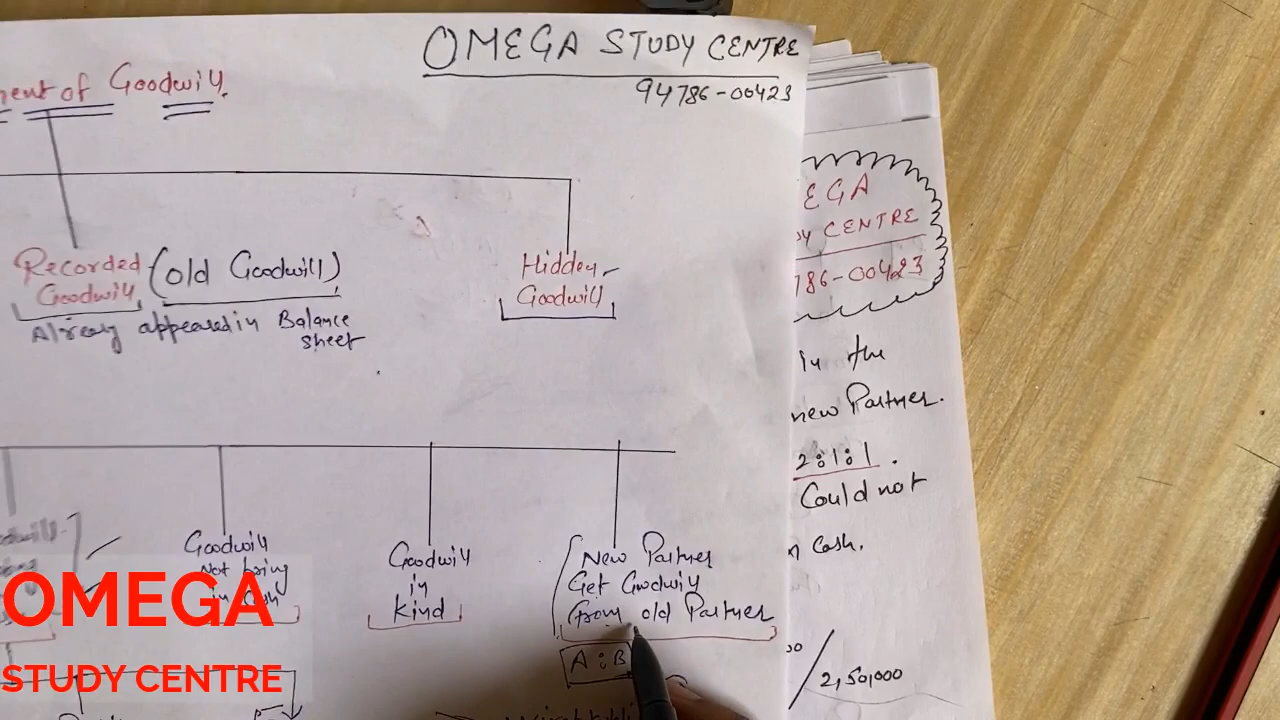 OMEGA STUDY CENTRE
94786-00423
ment of Goodwill.
Recorded
Goodwill
(old Goodwill)
Already appeared in Balance
sheet
Hidden
Goodwill
Goodwill
Not bring
in Cash
Goodwill
in
kind
New Partner
Get Goodwill
from old Partner
A : B
EGA
CENTRE
786-00423
in the
new Partner.
2:1:1.
Could not
Cash.
2,50,000
OMEGA
STUDY CENTRE